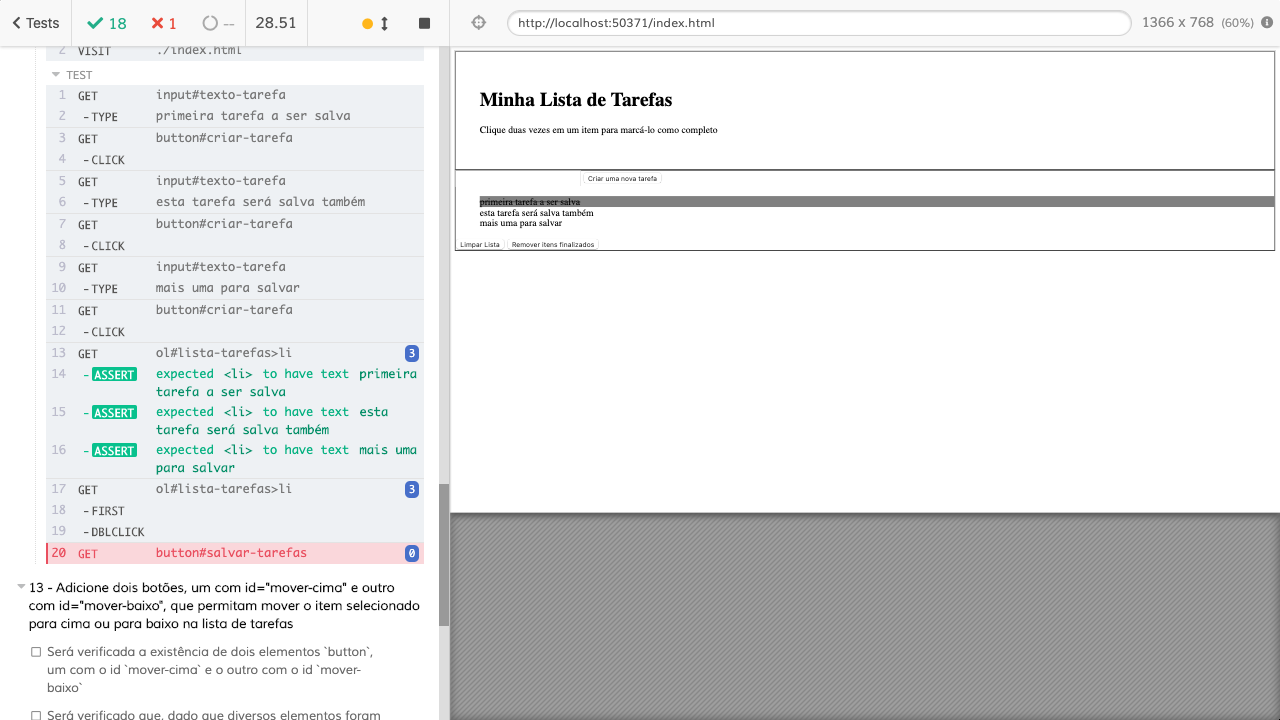 Tests 18 1 -- 28.51
2 VISIT ./index.html
TEST
1 GET input#texto-tarefa
2 -TYPE primeira tarefa a ser salva
3 GET button#criar-tarefa
4 -CLICK
5 GET input#texto-tarefa
6 -TYPE esta tarefa será salva também
7 GET button#criar-tarefa
8 -CLICK
9 GET input#texto-tarefa
10 -TYPE mais uma para salvar
11 GET button#criar-tarefa
12 -CLICK
13 GET ol#lista-tarefas>li 3
14 -ASSERT expected <li> to have text primeira
tarefa a ser salva
15 -ASSERT expected <li> to have text esta
tarefa será salva também
16 -ASSERT expected <li> to have text mais uma
para salvar
17 GET ol#lista-tarefas>li 3
18 -FIRST
19 -DBLCLICK
20 GET button#salvar-tarefas 0
13 - Adicione dois botões, um com id="mover-cima" e outro
com id="mover-baixo", que permitam mover o item selecionado
para cima ou para baixo na lista de tarefas
Será verificada a existência de dois elementos `button`,
um com o id `mover-cima` e o outro com o id `mover-
baixo`
Será verificado que, dado que diversos elementos foram
http://localhost:50371/index.html 1366 x 768 (60%)
Minha Lista de Tarefas
Clique duas vezes em um item para marcá-lo como completo
Criar uma nova tarefa
primeira tarefa a ser salva
esta tarefa será salva também
mais uma para salvar
Limpar Lista Remover itens finalizados